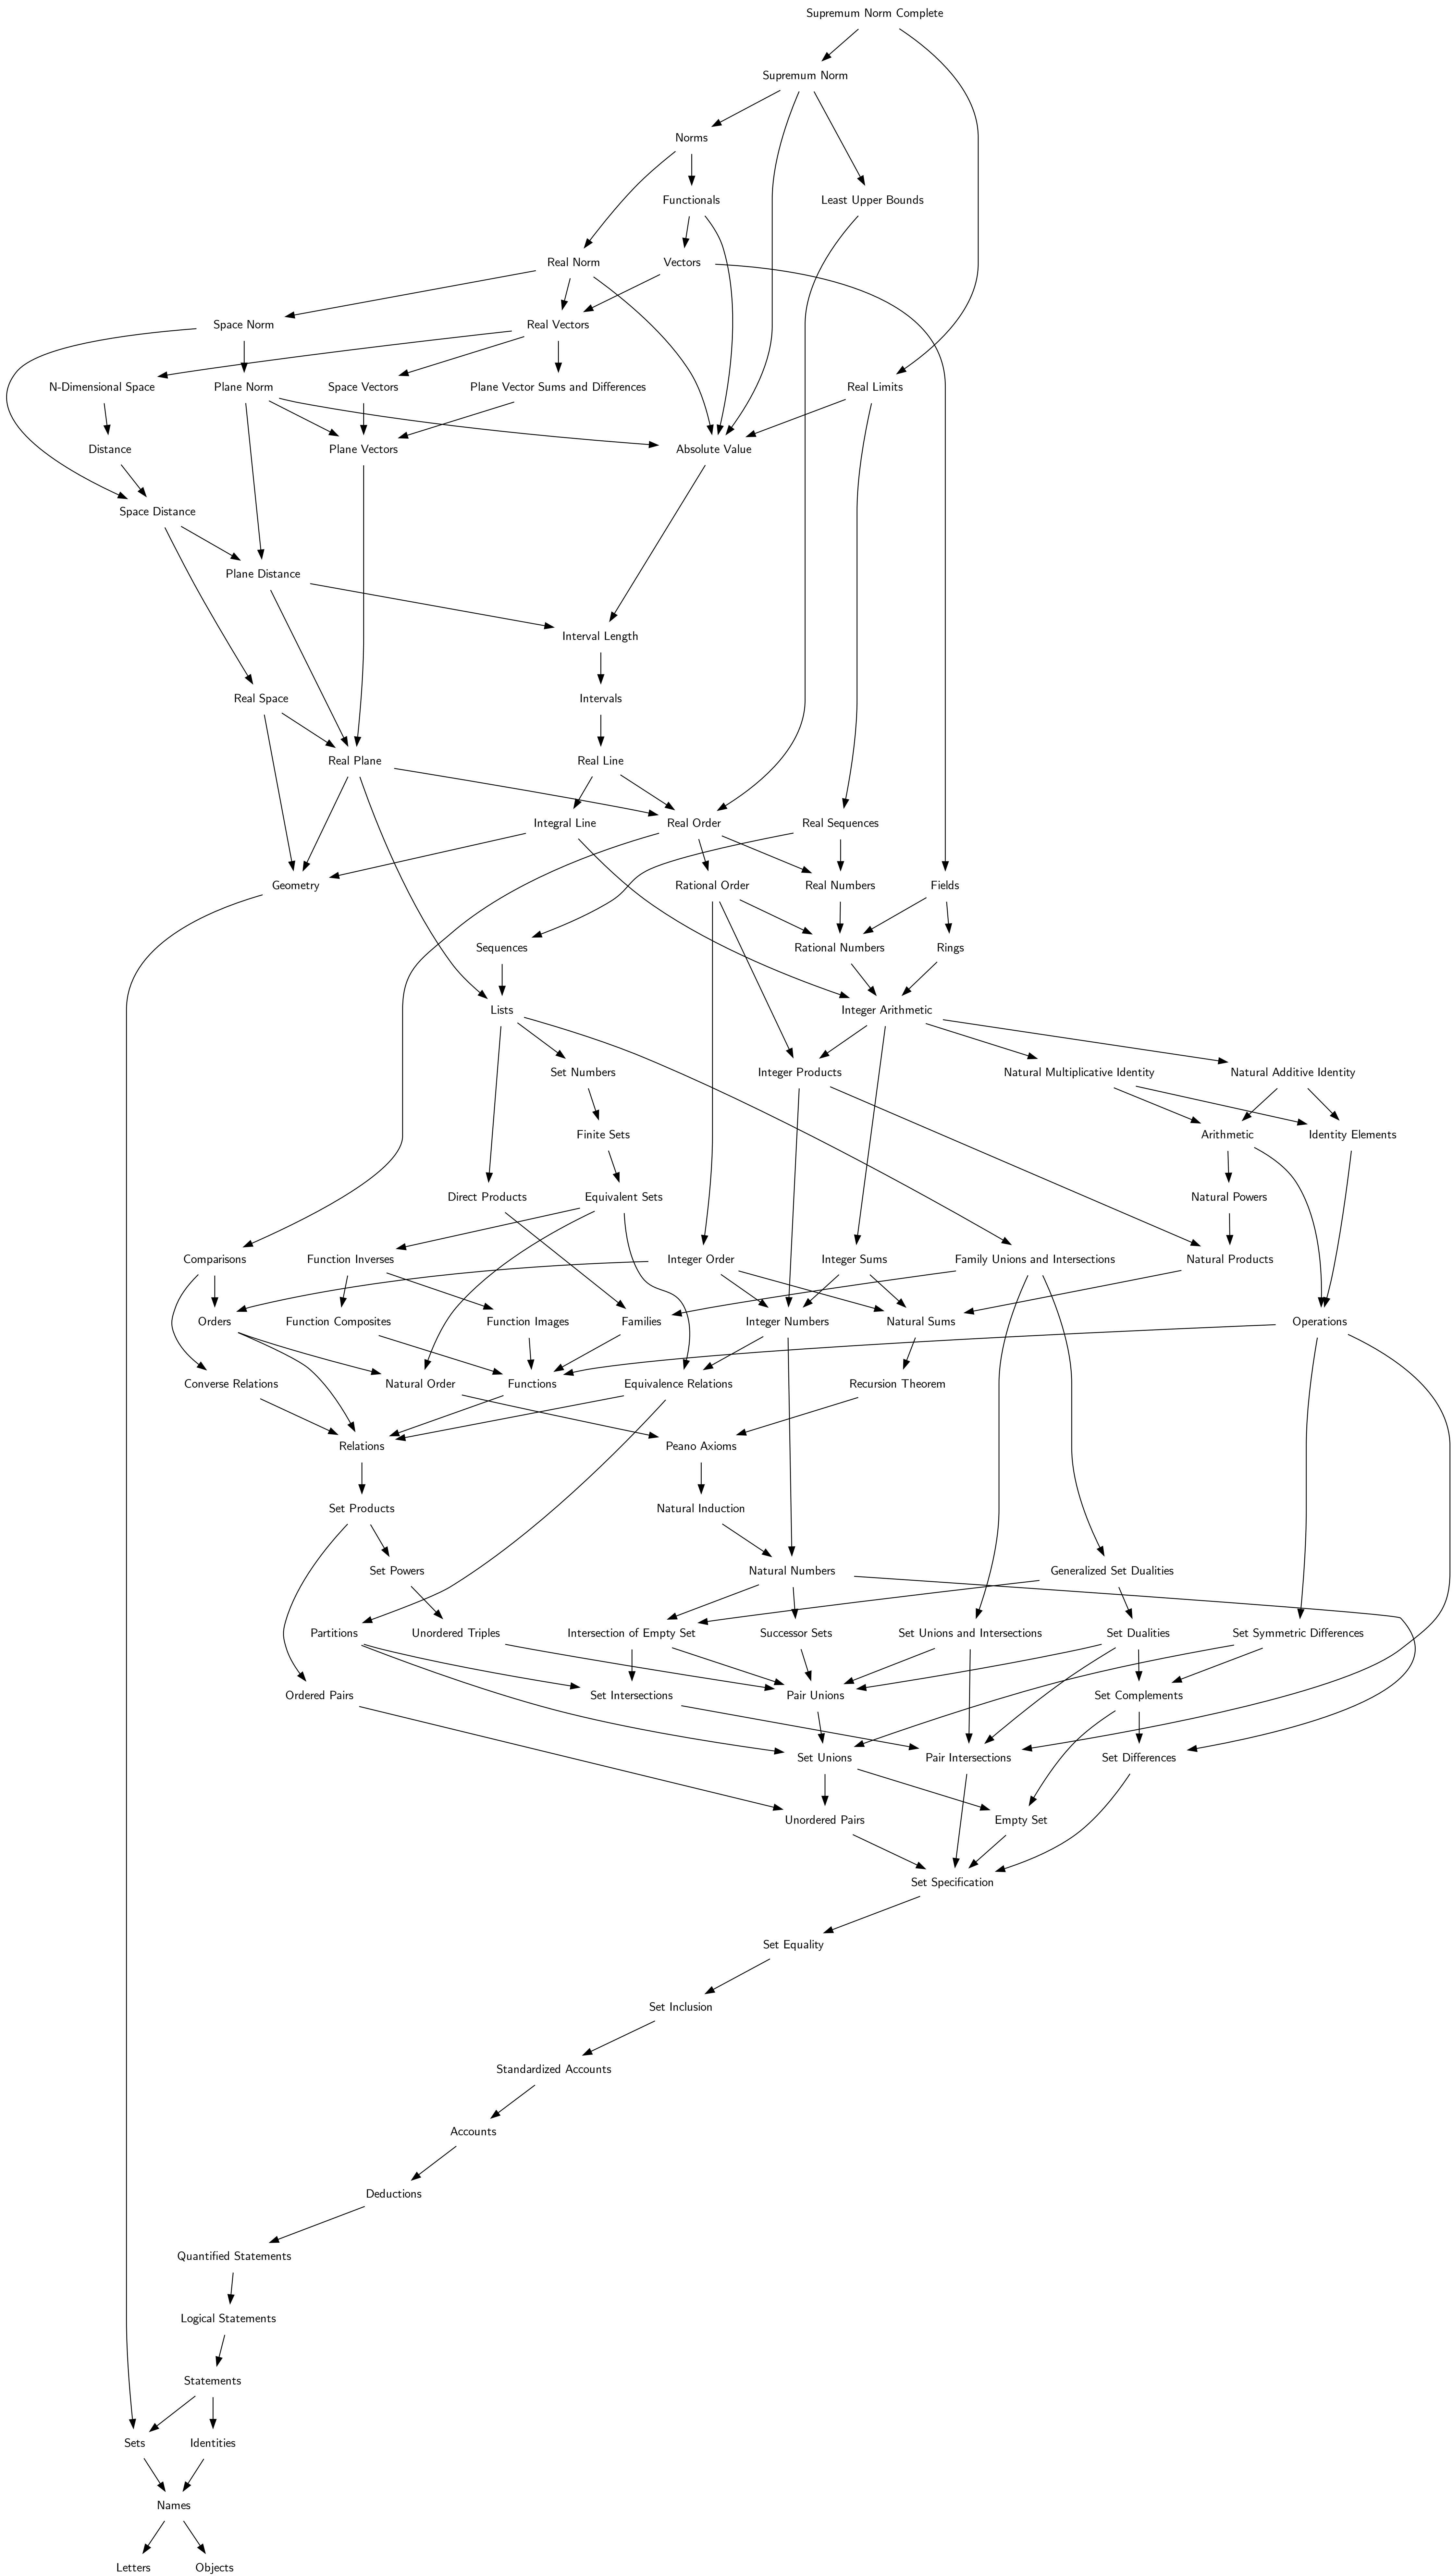 Supremum Norm Complete
Supremum Norm
Norms
Functionals
Least Upper Bounds
Real Norm
Vectors
Space Norm
Real Vectors
N-Dimensional Space
Plane Norm
Space Vectors
Plane Vector Sums and Differences
Real Limits
Distance
Plane Vectors
Absolute Value
Space Distance
Plane Distance
Interval Length
Real Space
Intervals
Real Plane
Real Line
Integral Line
Real Order
Real Sequences
Geometry
Rational Order
Real Numbers
Fields
Sequences
Rational Numbers
Rings
Lists
Integer Arithmetic
Set Numbers
Integer Products
Natural Multiplicative Identity
Natural Additive Identity
Finite Sets
Arithmetic
Identity Elements
Direct Products
Equivalent Sets
Natural Powers
Comparisons
Function Inverses
Integer Order
Integer Sums
Family Unions and Intersections
Natural Products
Orders
Function Composites
Function Images
Families
Integer Numbers
Natural Sums
Operations
Converse Relations
Natural Order
Functions
Equivalence Relations
Recursion Theorem
Relations
Peano Axioms
Set Products
Natural Induction
Set Powers
Natural Numbers
Generalized Set Dualities
Partitions
Unordered Triples
Intersection of Empty Set
Successor Sets
Set Unions and Intersections
Set Dualities
Set Symmetric Differences
Ordered Pairs
Set Intersections
Pair Unions
Set Complements
Set Unions
Pair Intersections
Set Differences
Unordered Pairs
Empty Set
Set Specification
Set Equality
Set Inclusion
Standardized Accounts
Accounts
Deductions
Quantified Statements
Logical Statements
Statements
Sets
Identities
Names
Letters
Objects